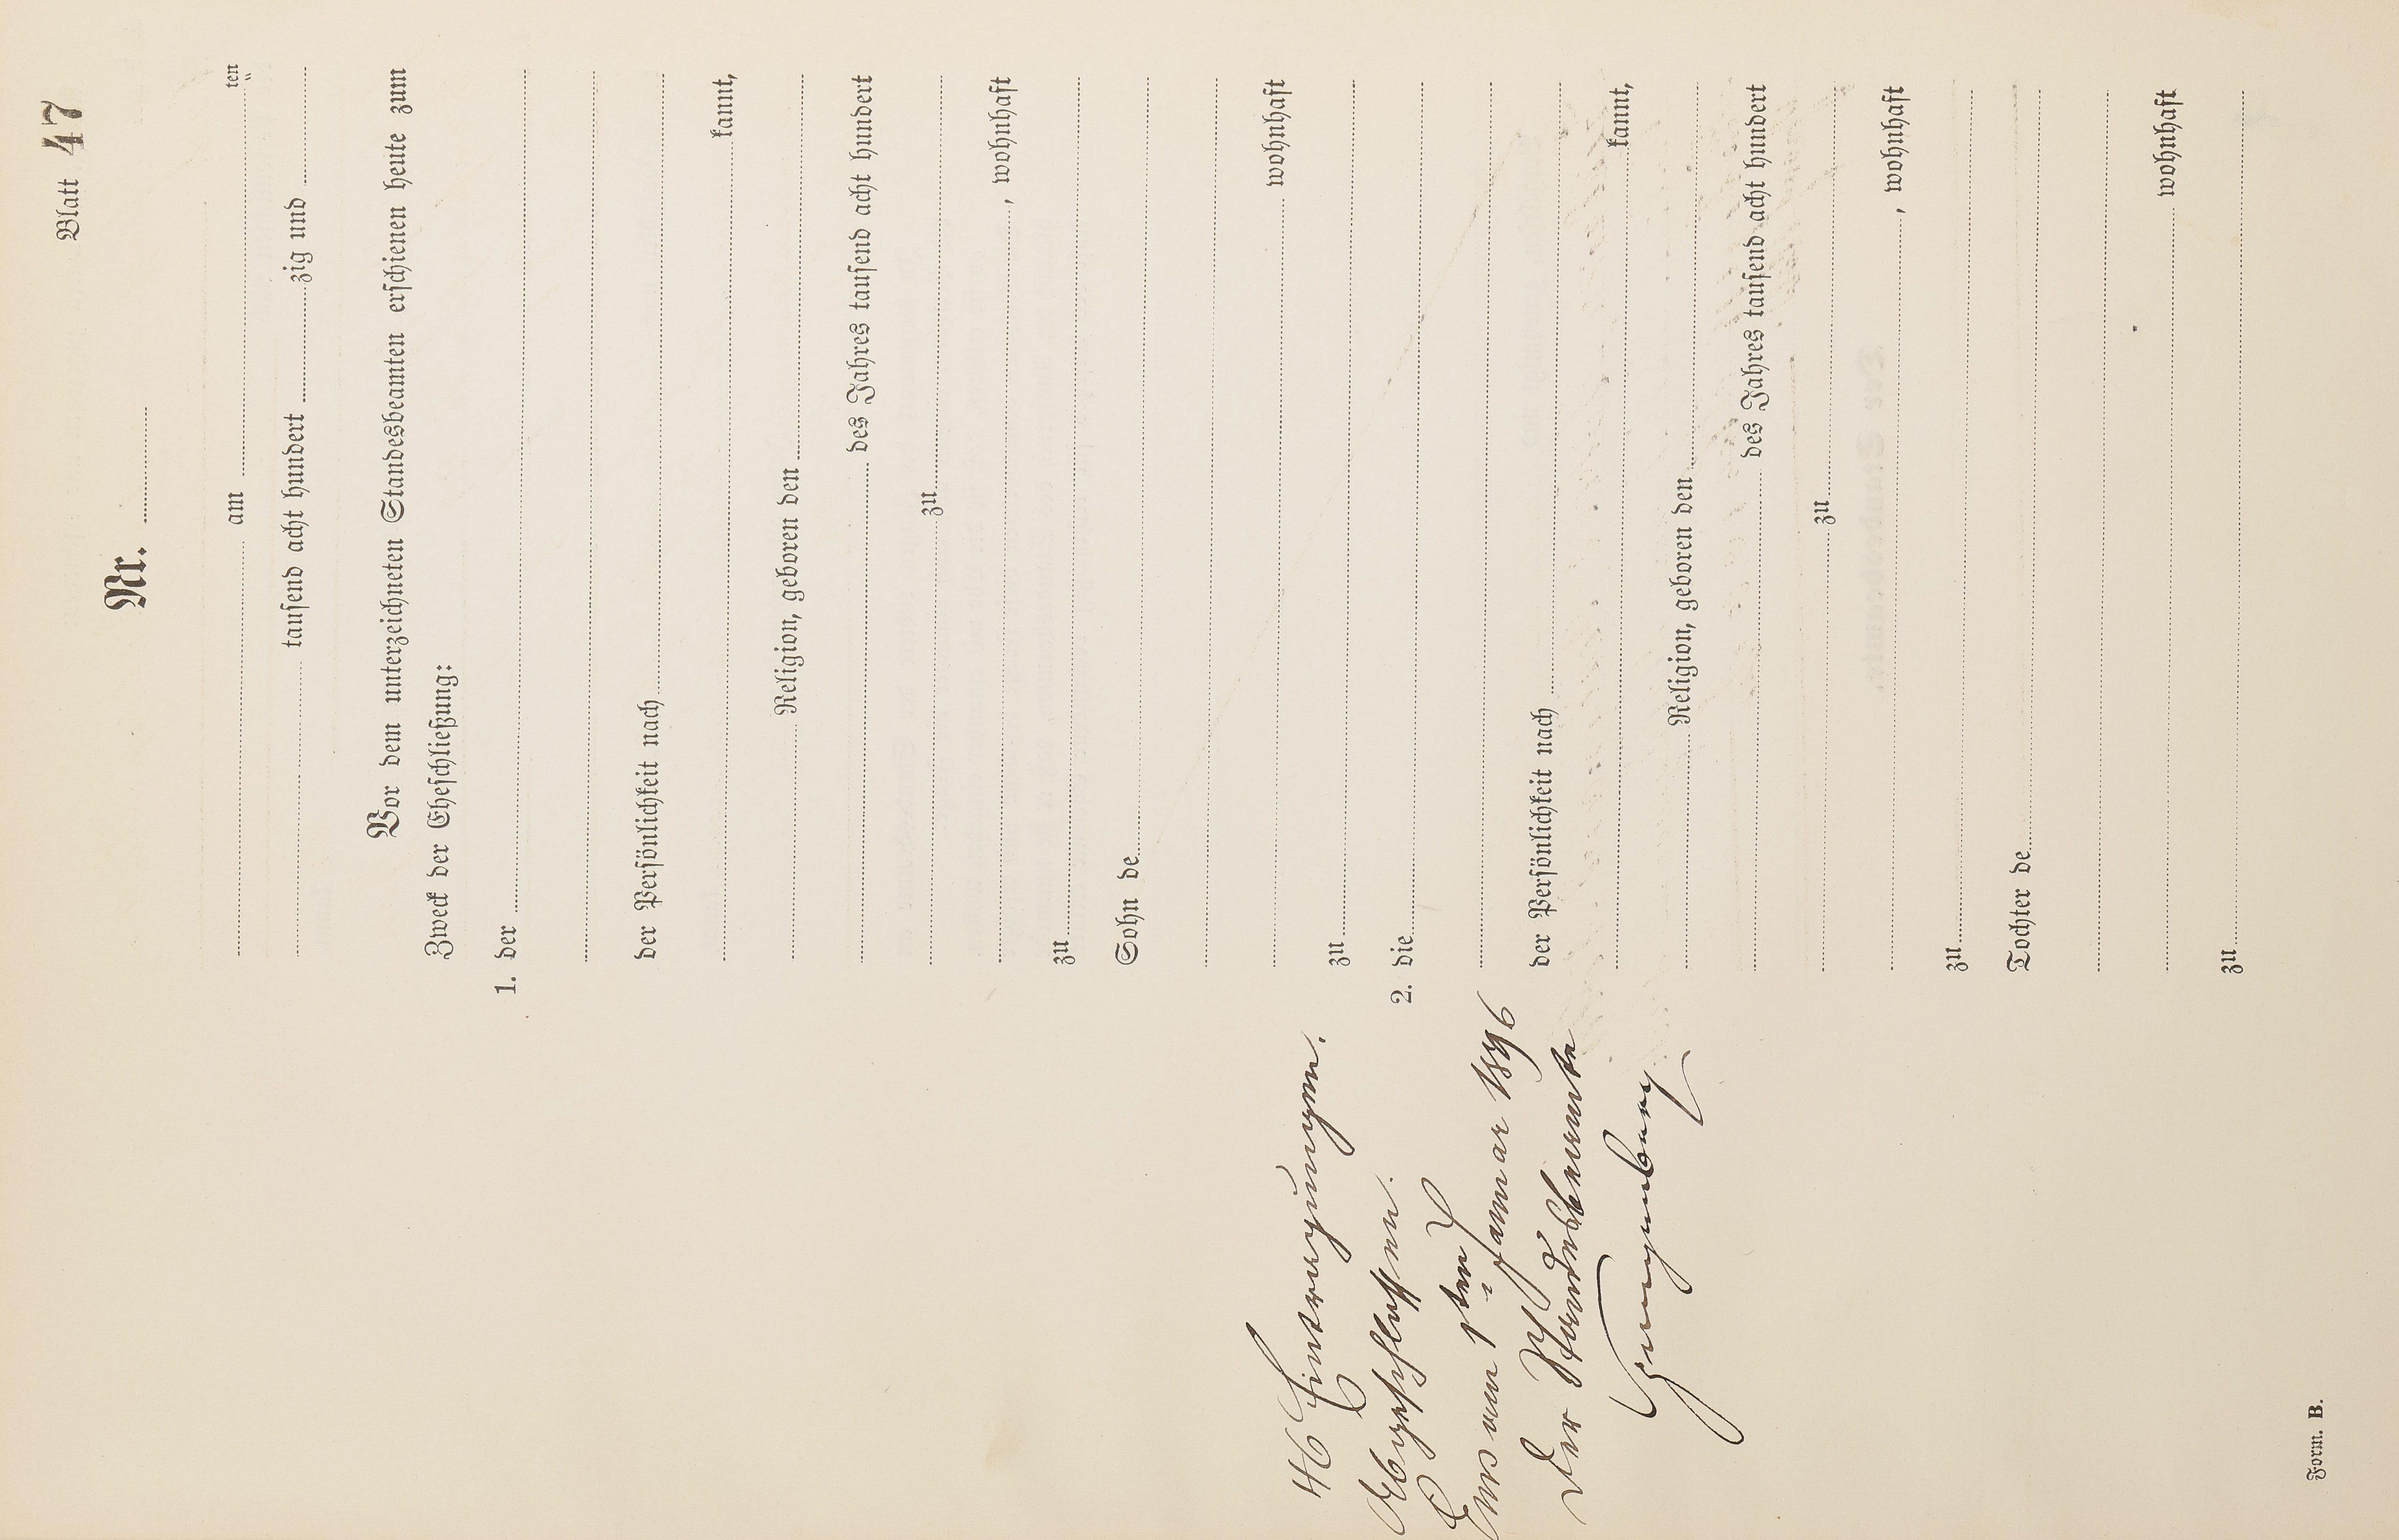 Blatt 47
Nr. ........
........ am ........ ten
........ tausend acht hundert ........ zig und ........
Vor dem unterzeichneten Standesbeamten erschienen heute zum
Zweck der Eheschließung:
1. der ........
der Persönlichkeit nach ........
........ kannt,
........ Religion, geboren den ........
........ des Jahres tausend acht hundert
........ zu ........
........ , wohnhaft
zu ........
Sohn de ........
........ wohnhaft
zu ........
2. die ........
der Persönlichkeit nach ........
........ kannt,
........ Religion, geboren den ........
........ des Jahres tausend acht hundert
........ zu ........
........ , wohnhaft
zu ........
Tochter de ........
........ wohnhaft
zu ........
46 Eintragungen.
Abgeschlossen.
Ems am 1ten Januar 1896
Der Standesbeamte
Form. B.